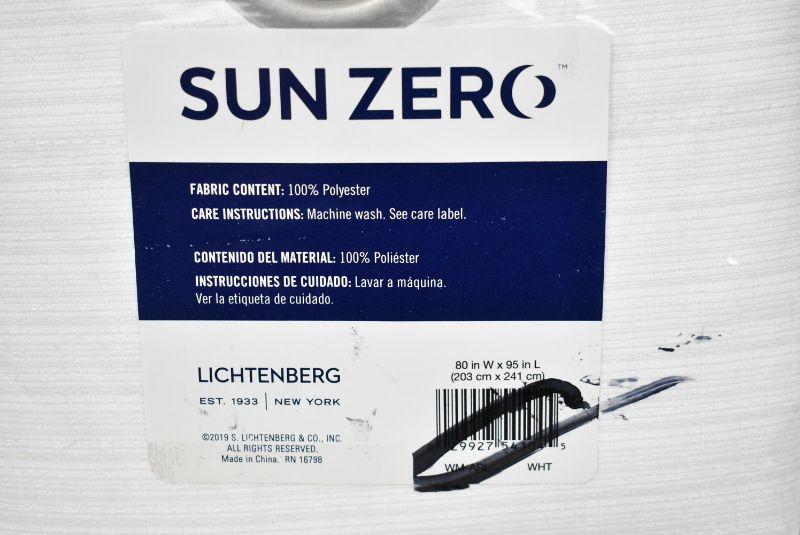 SUN ZERO™
FABRIC CONTENT: 100% Polyester
CARE INSTRUCTIONS: Machine wash. See care label.
CONTENIDO DEL MATERIAL: 100% Poliéster
INSTRUCCIONES DE CUIDADO: Lavar a máquina.
Ver la etiqueta de cuidado.
LICHTENBERG
EST. 1933 | NEW YORK
©2019 S. LICHTENBERG & CO., INC.
ALL RIGHTS RESERVED.
Made in China. RN 16798
80 in W x 95 in L
(203 cm x 241 cm)
WHT